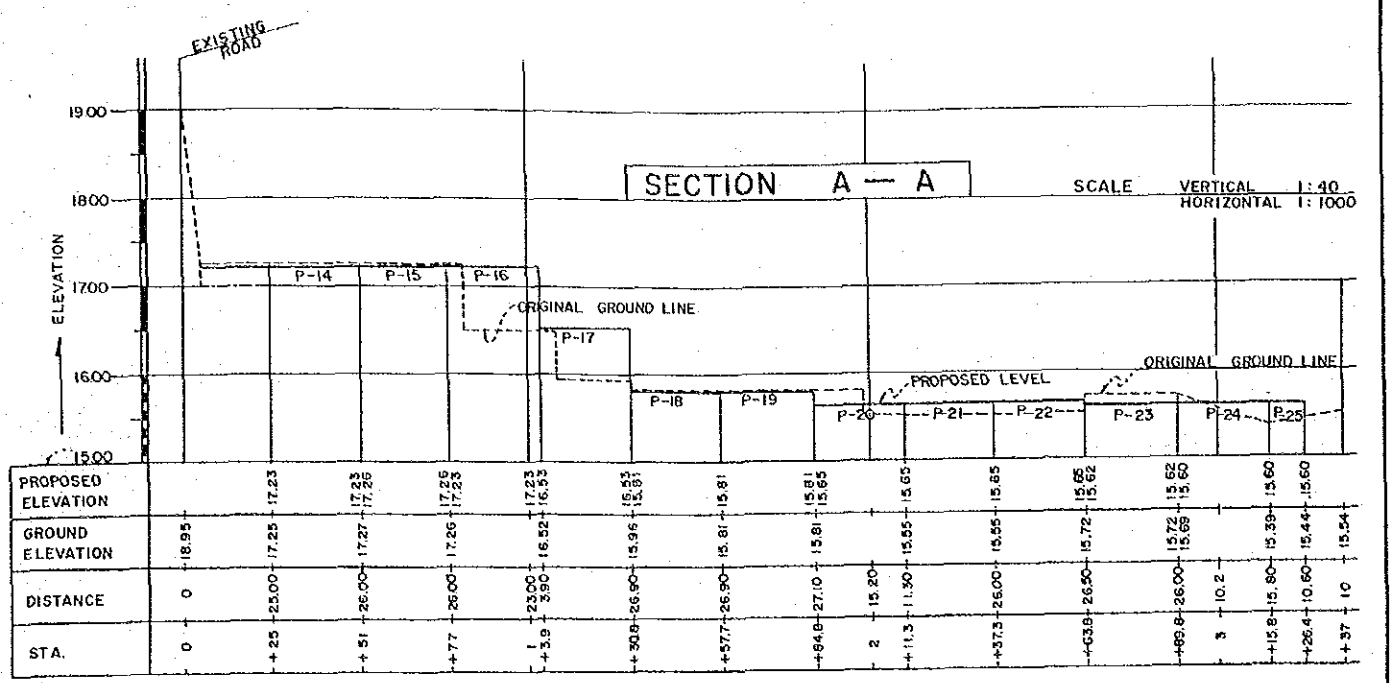 EXISTING
ROAD
19.00
SECTION A — A
SCALE VERTICAL 1:40
HORIZONTAL 1:1000
18.00
ELEVATION
P-14 P-15 P-16
17.00
ORIGINAL GROUND LINE
P-17
16.00
ORIGINAL GROUND LINE
PROPOSED LEVEL
P-18 P-19 P-20 P-21 P-22 P-23 P-24 P-25
15.00
PROPOSED
ELEVATION
17.23 17.23 17.26 17.26 17.23 17.23 16.53 16.53 15.81 15.81 15.81 15.65 15.65 15.65 15.65 15.62 15.62 15.60 15.60 15.60
GROUND
ELEVATION
18.95 17.25 17.27 17.26 16.52 15.96 15.81 15.81 15.55 15.55 15.72 15.72 15.69 15.39 15.44 15.54
DISTANCE
0 25.00 26.00 26.00 23.00 3.90 26.90 26.90 27.10 15.20 11.30 26.00 26.50 26.00 10.2 15.80 10.60 10
STA.
0 +25 +51 +77 1 +3.9 +30.8 +57.7 +84.8 2 +11.3 +37.3 +63.8 +89.8 3 +15.8 +26.4 +37